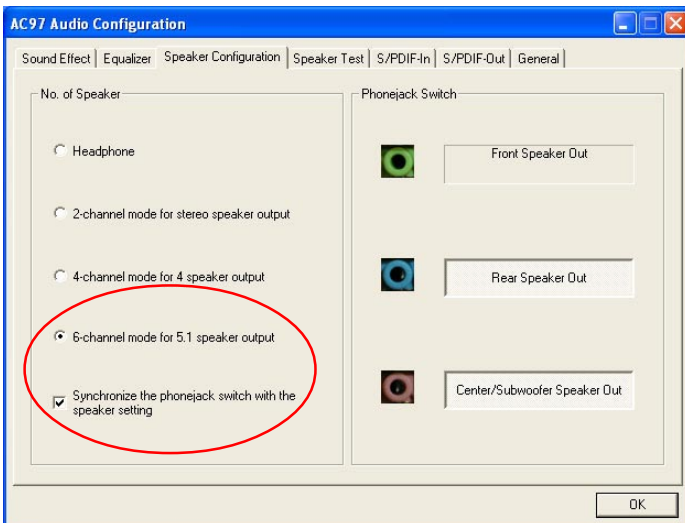 AC97 Audio Configuration
Sound Effect Equalizer Speaker Configuration Speaker Test S/PDIF-In S/PDIF-Out General
No. of Speaker
Headphone
2-channel mode for stereo speaker output
4-channel mode for 4 speaker output
6-channel mode for 5.1 speaker output
Synchronize the phonejack switch with the
speaker setting
Phonejack Switch
Front Speaker Out
Rear Speaker Out
Center/Subwoofer Speaker Out
OK